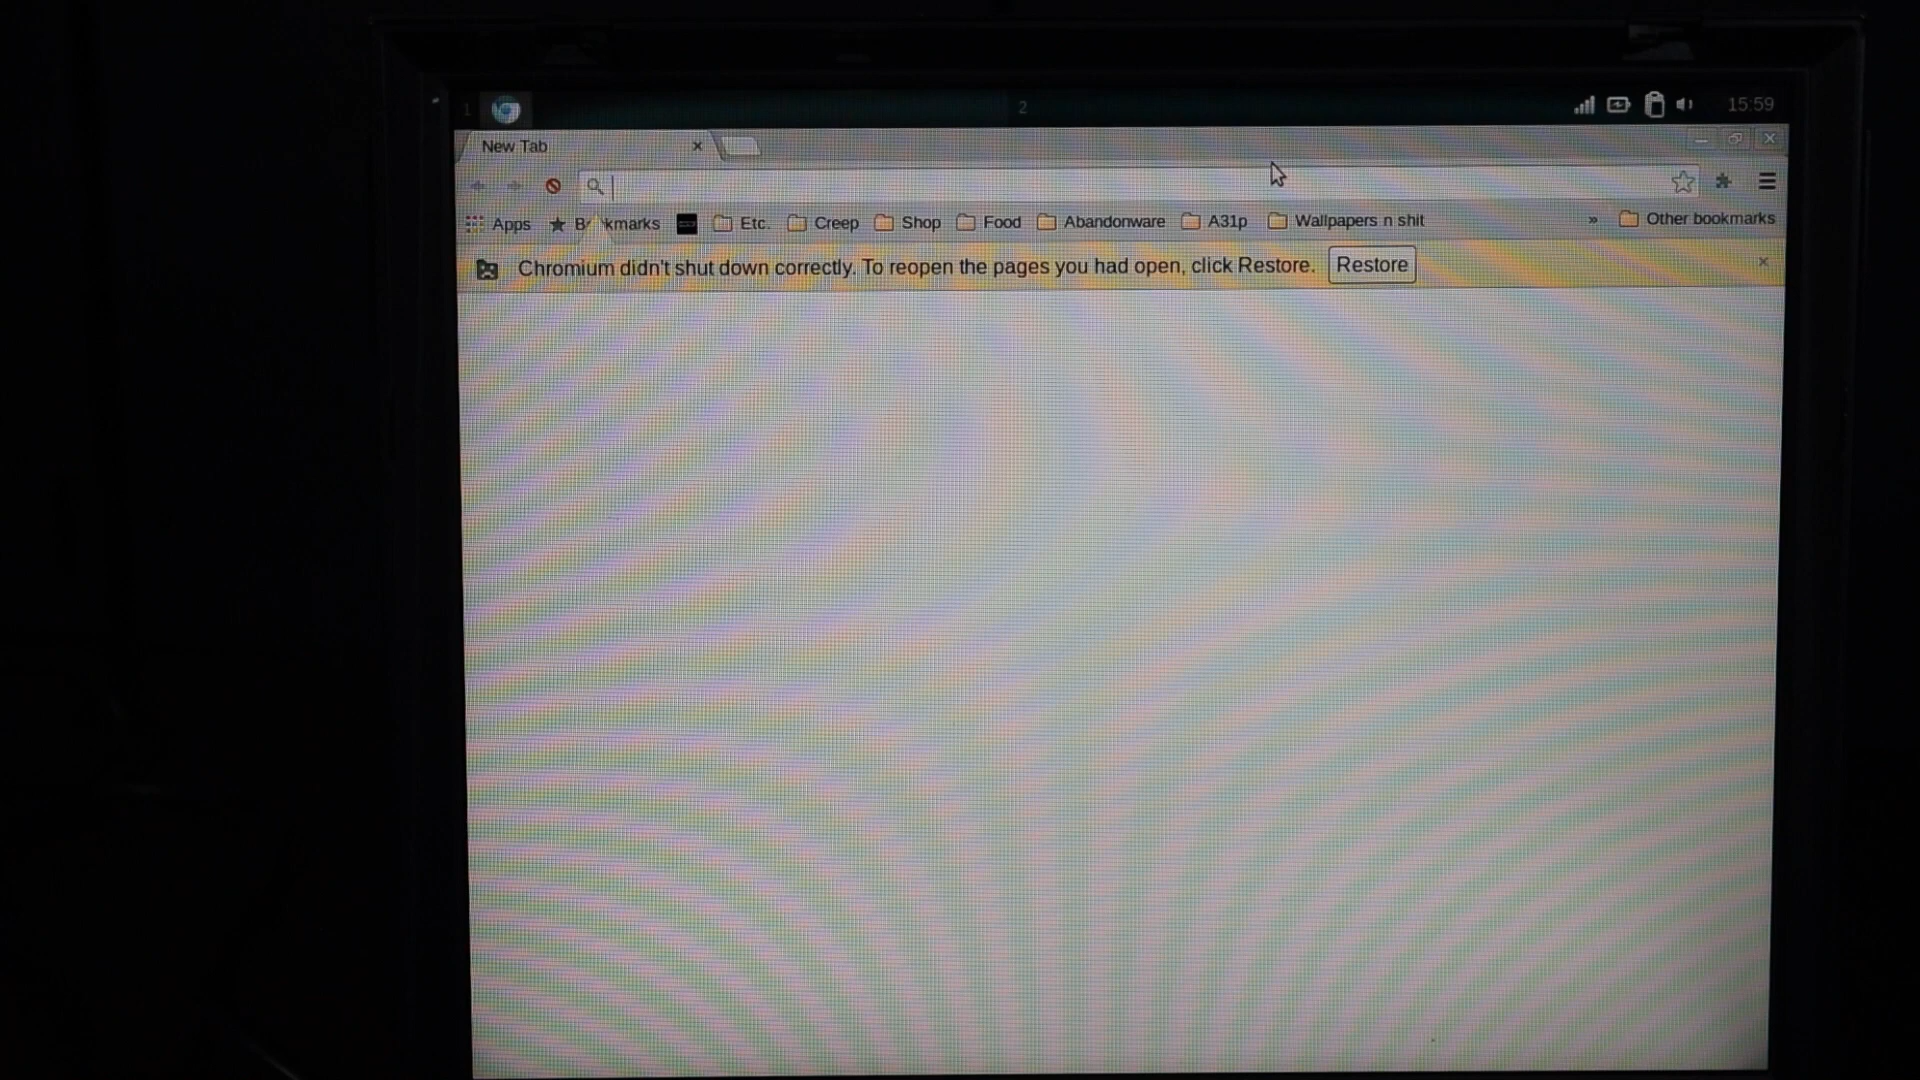 1
2
15:59
New Tab
Apps B kmarks Etc. Creep Shop Food Abandonware A31p Wallpapers n shit » Other bookmarks
Chromium didn't shut down correctly. To reopen the pages you had open, click Restore. Restore